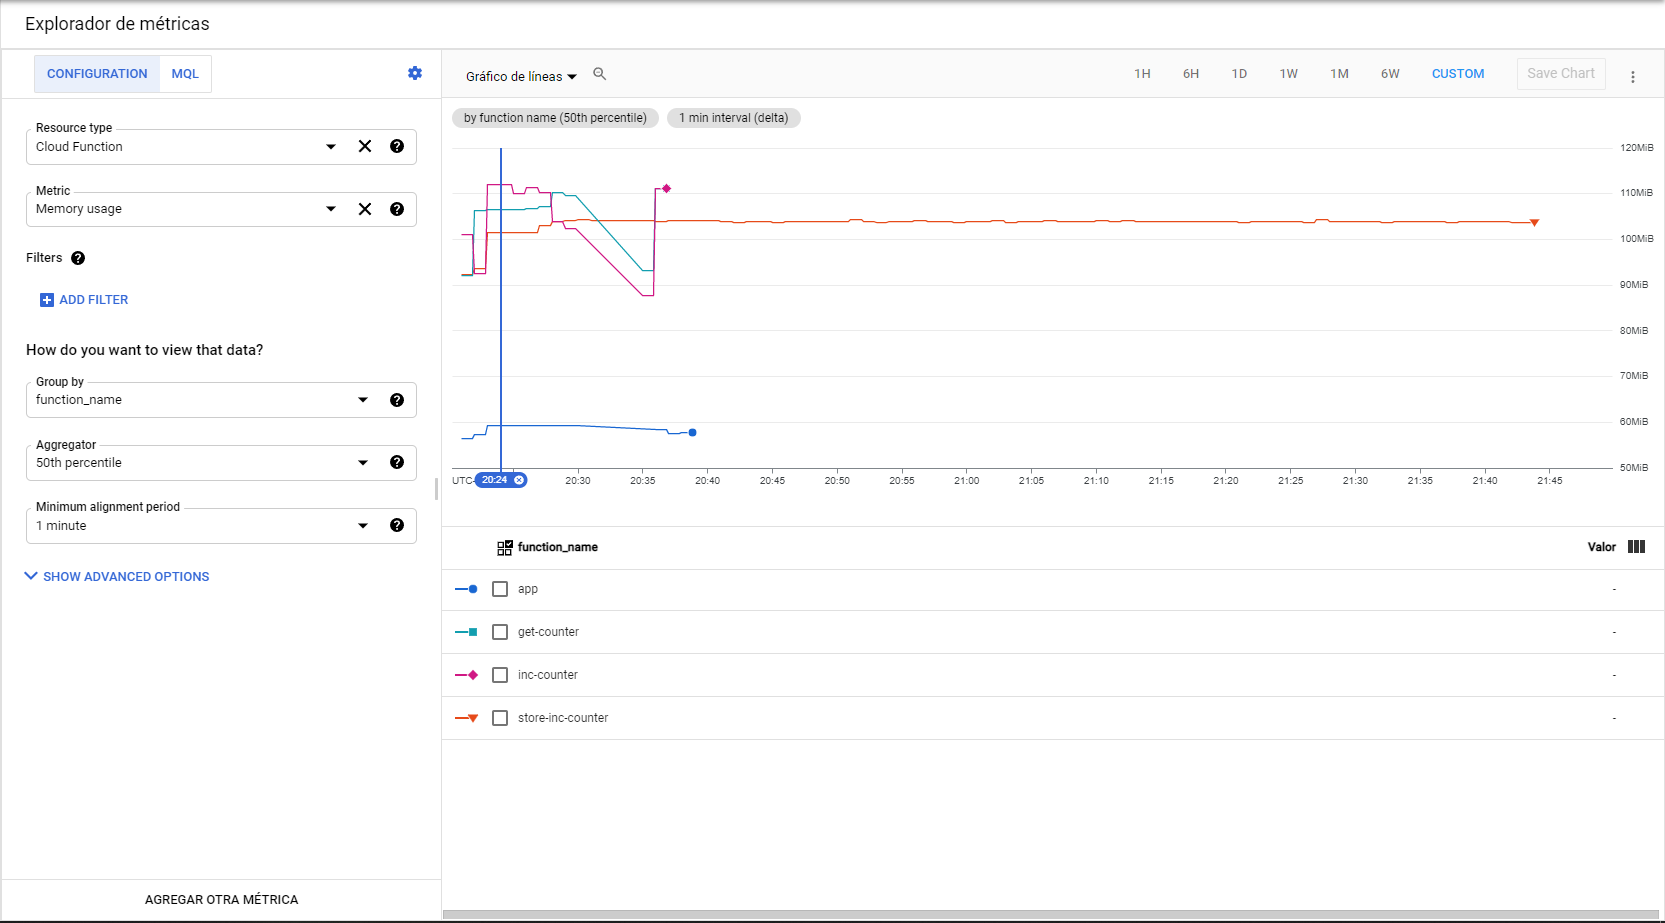 Explorador de métricas
CONFIGURATION MQL
Resource type
Cloud Function
Metric
Memory usage
Filters
ADD FILTER
How do you want to view that data?
Group by
function_name
Aggregator
50th percentile
Minimum alignment period
1 minute
SHOW ADVANCED OPTIONS
AGREGAR OTRA MÉTRICA
Gráfico de líneas
1H 6H 1D 1W 1M 6W CUSTOM Save Chart
by function name (50th percentile) 1 min interval (delta)
120MiB
110MiB
100MiB
90MiB
80MiB
70MiB
60MiB
50MiB
UTC- 20:24 20:30 20:35 20:40 20:45 20:50 20:55 21:00 21:05 21:10 21:15 21:20 21:25 21:30 21:35 21:40 21:45
function_name Valor
app -
get-counter -
inc-counter -
store-inc-counter -